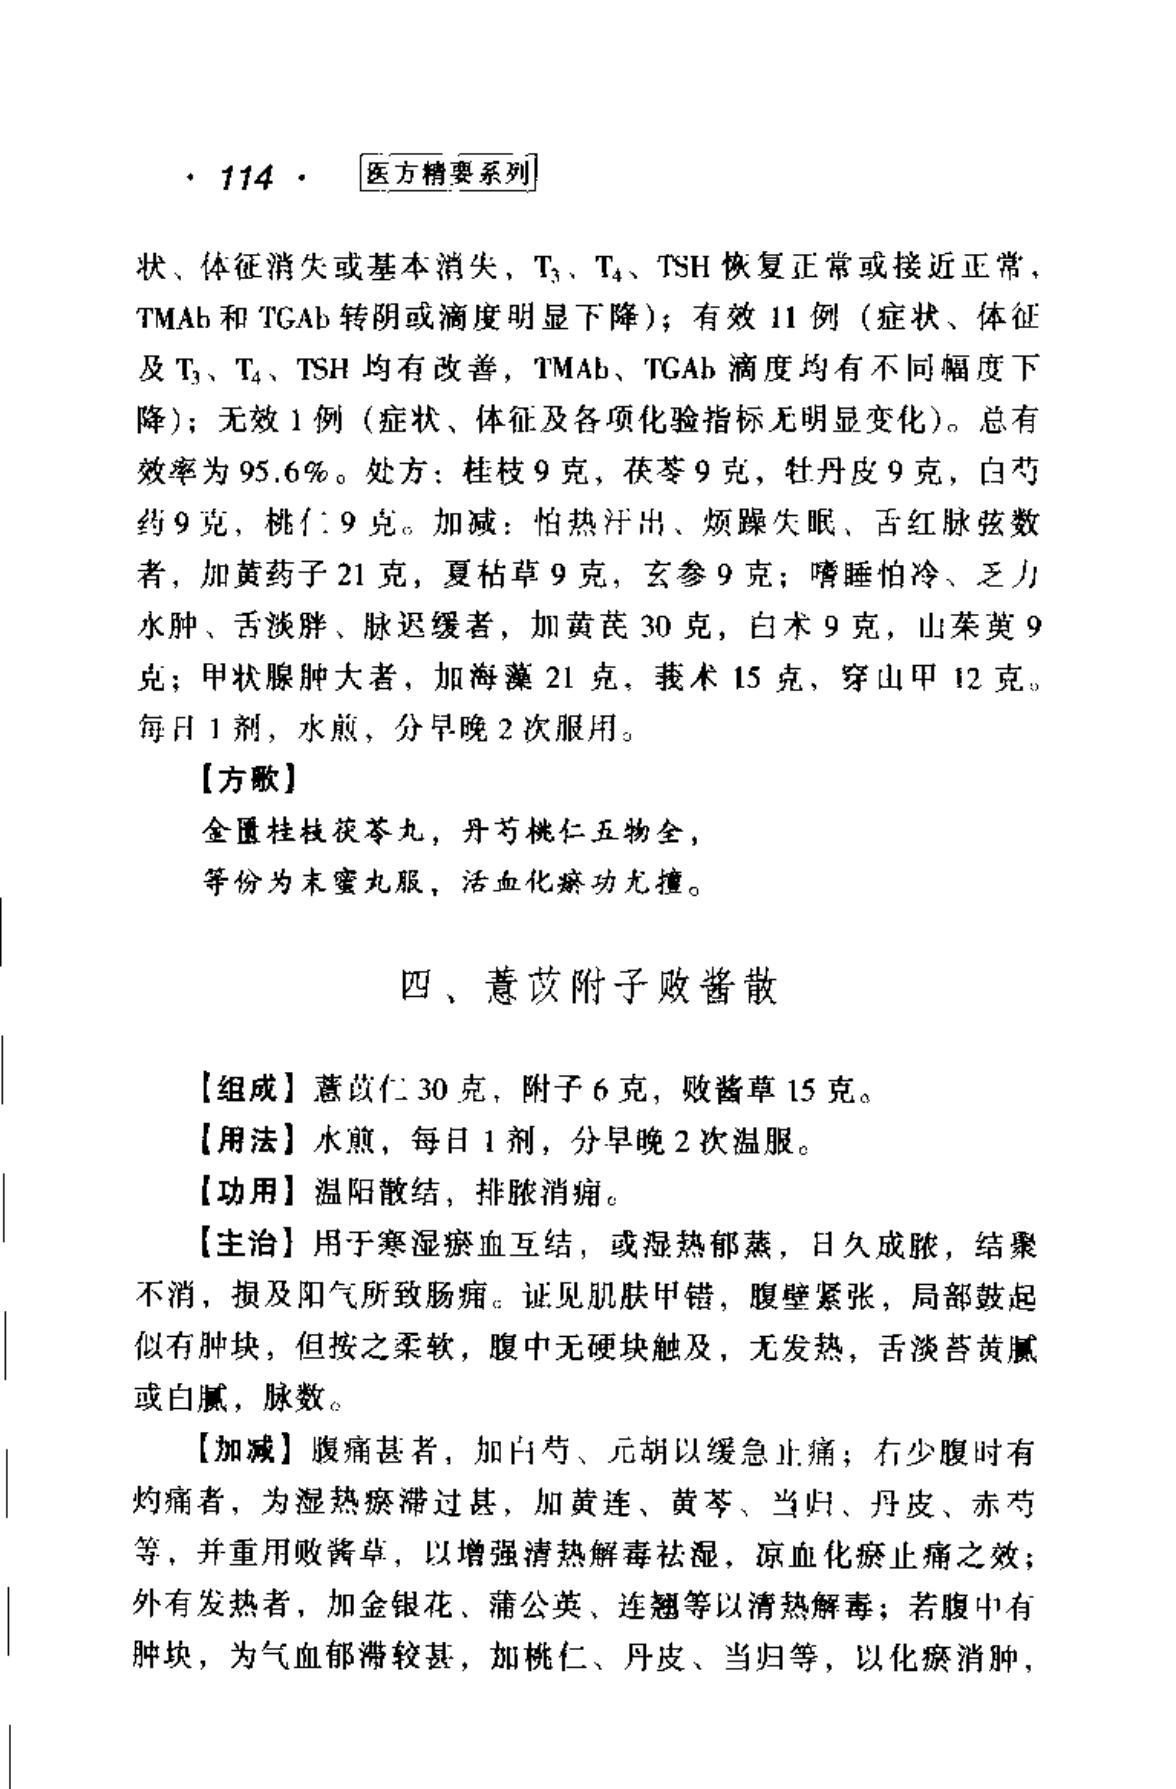 · 114 · 医方精要系列
状、体征消失或基本消失，T₃、T₄、TSH 恢复正常或接近正常，
TMAb 和 TGAb 转阴或滴度明显下降）；有效 11 例（症状、体征
及 T₃、T₄、TSH 均有改善，TMAb、TGAb 滴度均有不同幅度下
降）；无效 1 例（症状、体征及各项化验指标无明显变化）。总有
效率为 95.6%。处方：桂枝 9 克，茯苓 9 克，牡丹皮 9 克，白芍
药 9 克，桃仁 9 克。加减：怕热汗出、烦躁失眠、舌红脉弦数
者，加黄药子 21 克，夏枯草 9 克，玄参 9 克；嗜睡怕冷、乏力
水肿、舌淡胖、脉迟缓者，加黄芪 30 克，白术 9 克，山茱萸 9
克；甲状腺肿大者，加海藻 21 克，莪术 15 克，穿山甲 12 克。
每日 1 剂，水煎，分早晚 2 次服用。
【方歌】
金匮桂枝茯苓丸，丹芍桃仁五物全，
等份为末蜜丸服，活血化瘀功尤擅。
四、薏苡附子败酱散
【组成】薏苡仁 30 克，附子 6 克，败酱草 15 克。
【用法】水煎，每日 1 剂，分早晚 2 次温服。
【功用】温阳散结，排脓消痈。
【主治】用于寒湿瘀血互结，或湿热郁蒸，日久成脓，结聚
不消，损及阳气所致肠痈。证见肌肤甲错，腹壁紧张，局部鼓起
似有肿块，但按之柔软，腹中无硬块触及，无发热，舌淡苔黄腻
或白腻，脉数。
【加减】腹痛甚者，加白芍、元胡以缓急止痛；右少腹时有
灼痛者，为湿热瘀滞过甚，加黄连、黄芩、当归、丹皮、赤芍
等，并重用败酱草，以增强清热解毒祛湿，凉血化瘀止痛之效；
外有发热者，加金银花、蒲公英、连翘等以清热解毒；若腹中有
肿块，为气血郁滞较甚，加桃仁、丹皮、当归等，以化瘀消肿，